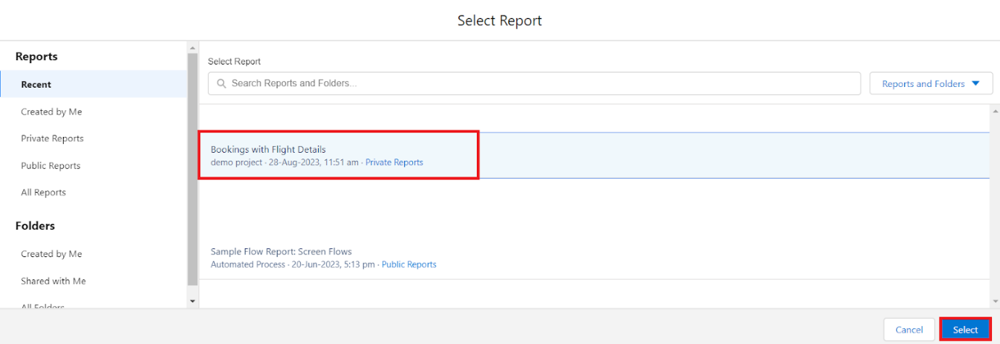 Select Report
Reports
Recent
Created by Me
Private Reports
Public Reports
All Reports
Folders
Created by Me
Shared with Me
All Folders
Select Report
Search Reports and Folders...
Reports and Folders
Bookings with Flight Details
demo project · 28-Aug-2023, 11:51 am · Private Reports
Sample Flow Report: Screen Flows
Automated Process · 20-Jun-2023, 5:13 pm · Public Reports
Cancel
Select